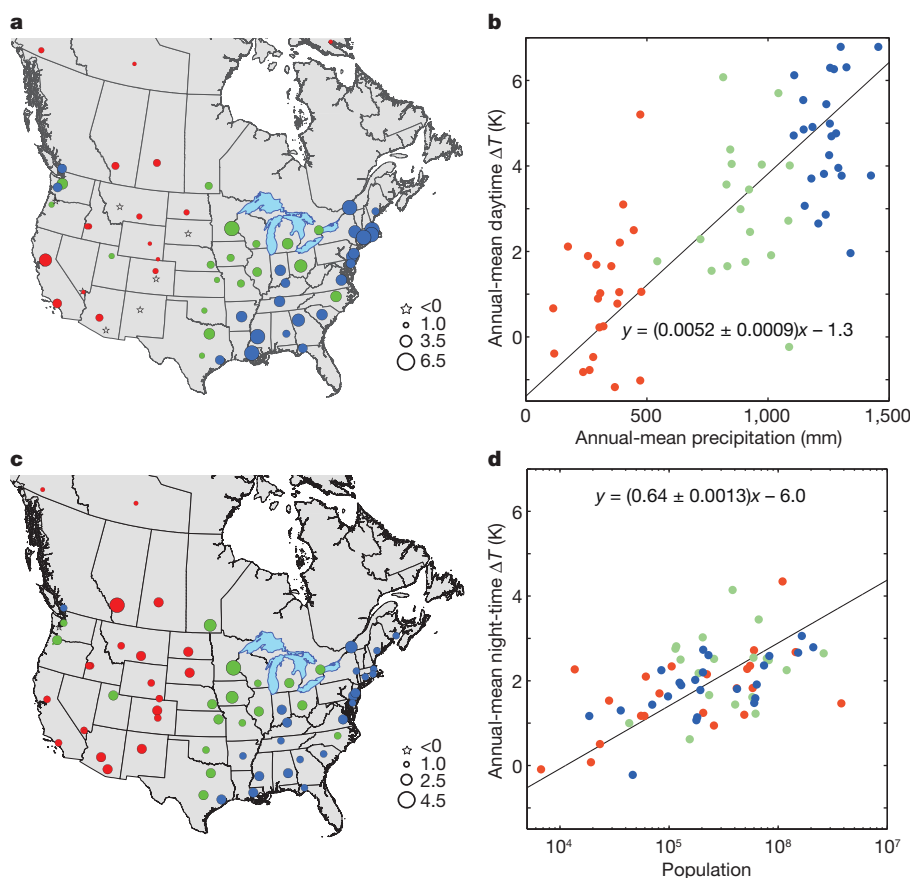 a
<0
1.0
3.5
6.5
b
Annual-mean daytime ΔT (K)
6
4
2
0
y = (0.0052 ± 0.0009)x − 1.3
0
500
1,000
1,500
Annual-mean precipitation (mm)
c
<0
1.0
2.5
4.5
d
Annual-mean night-time ΔT (K)
6
4
2
0
y = (0.64 ± 0.0013)x − 6.0
10⁴
10⁵
10⁸
10⁷
Population